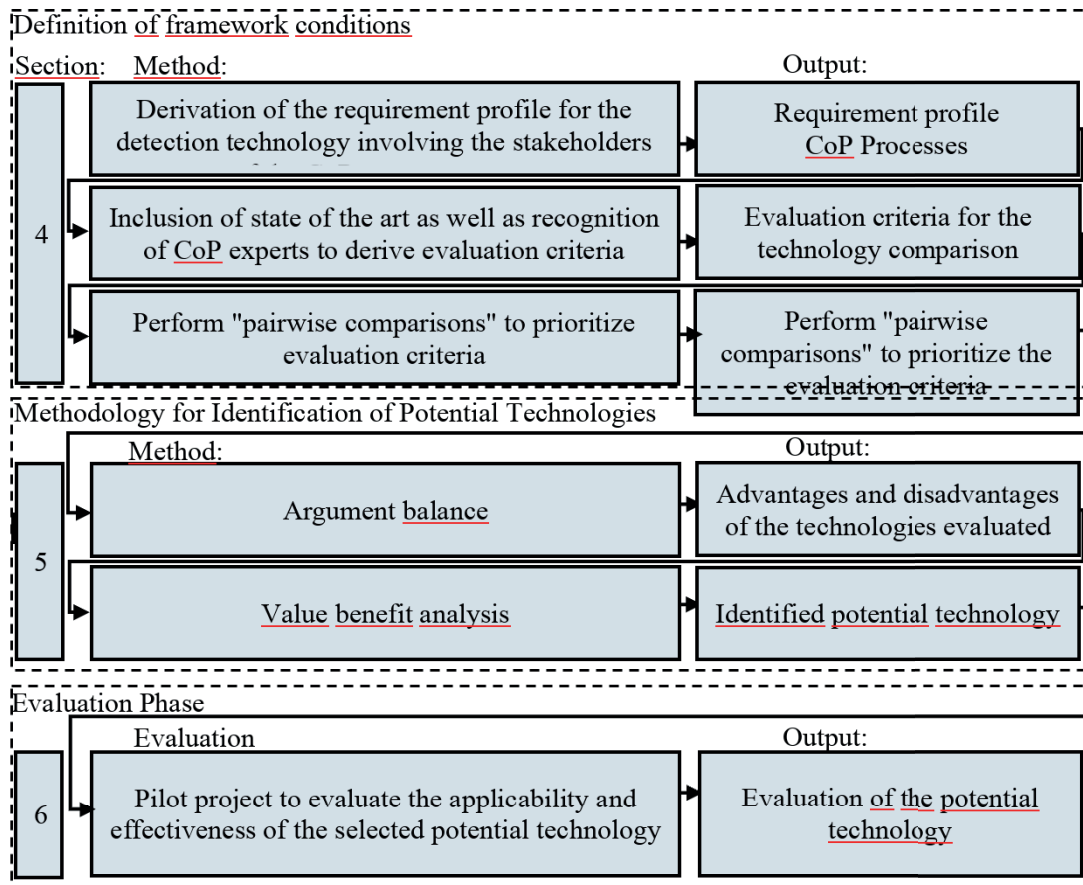 Definition of framework conditions
Section: Method:
Output:
4
Derivation of the requirement profile for the
detection technology involving the stakeholders
Requirement profile
CoP Processes
Inclusion of state of the art as well as recognition
of CoP experts to derive evaluation criteria
Evaluation criteria for the
technology comparison
Perform "pairwise comparisons" to prioritize
evaluation criteria
Perform "pairwise
comparisons" to prioritize the
evaluation criteria
Methodology for Identification of Potential Technologies
Method:
Output:
5
Argument balance
Advantages and disadvantages
of the technologies evaluated
Value benefit analysis
Identified potential technology
Evaluation Phase
Evaluation
Output:
6
Pilot project to evaluate the applicability and
effectiveness of the selected potential technology
Evaluation of the potential
technology